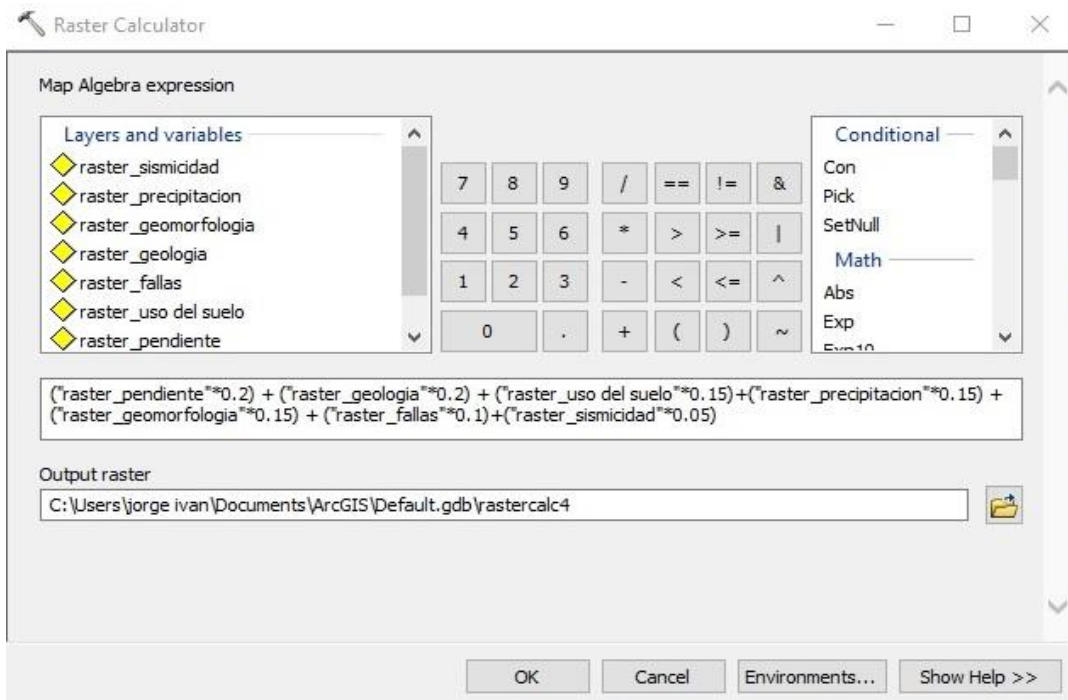 Raster Calculator
Map Algebra expression
Layers and variables
raster_sismicidad
raster_precipitacion
raster_geomorfologia
raster_geologia
raster_fallas
raster_uso del suelo
raster_pendiente
7 8 9 / == != &
4 5 6 * > >= |
1 2 3 - < <= ^
0 . + ( ) ~
Conditional
Con
Pick
SetNull
Math
Abs
Exp
Exp10
("raster_pendiente"*0.2) + ("raster_geologia"*0.2) + ("raster_uso del suelo"*0.15)+("raster_precipitacion"*0.15) +
("raster_geomorfologia"*0.15) + ("raster_fallas"*0.1)+("raster_sismicidad"*0.05)
Output raster
C:\Users\jorge ivan\Documents\ArcGIS\Default.gdb\rastercalc4
OK Cancel Environments... Show Help >>